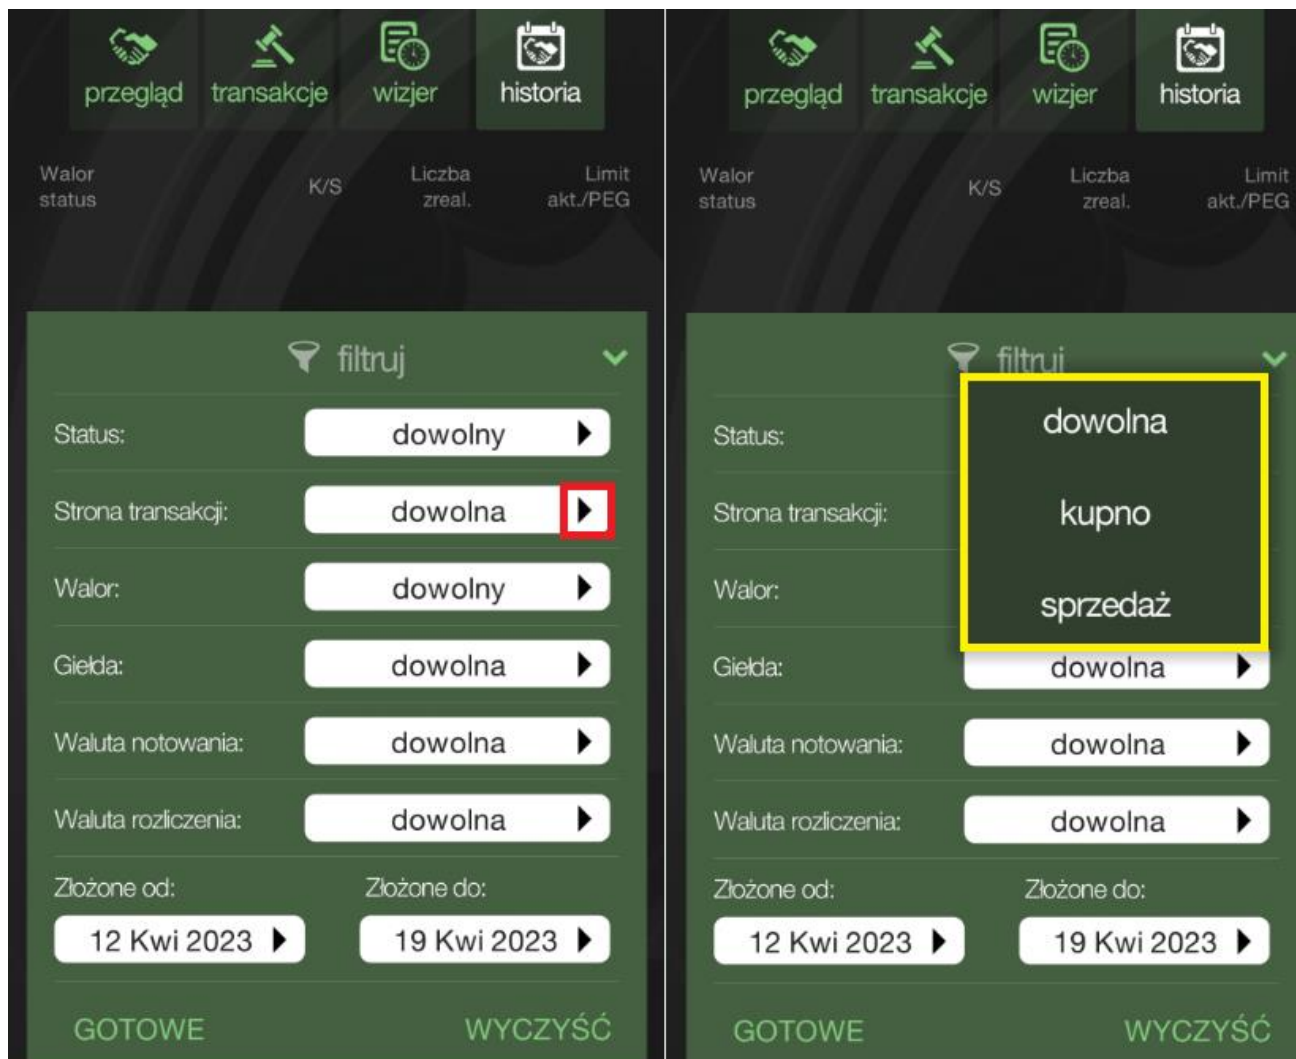 przegląd transakcje wizjer historia
Walor status K/S Liczba zreal. Limit akt./PEG
filtruj
Status: dowolny
Strona transakcji: dowolna
Walor: dowolny
Giełda: dowolna
Waluta notowania: dowolna
Waluta rozliczenia: dowolna
Złożone od: Złożone do:
12 Kwi 2023 19 Kwi 2023
GOTOWE WYCZYŚĆ
przegląd transakcje wizjer historia
Walor status K/S Liczba zreal. Limit akt./PEG
filtruj
Status:
Strona transakcji:
Walor:
dowolna
kupno
sprzedaż
Giełda: dowolna
Waluta notowania: dowolna
Waluta rozliczenia: dowolna
Złożone od: Złożone do:
12 Kwi 2023 19 Kwi 2023
GOTOWE WYCZYŚĆ